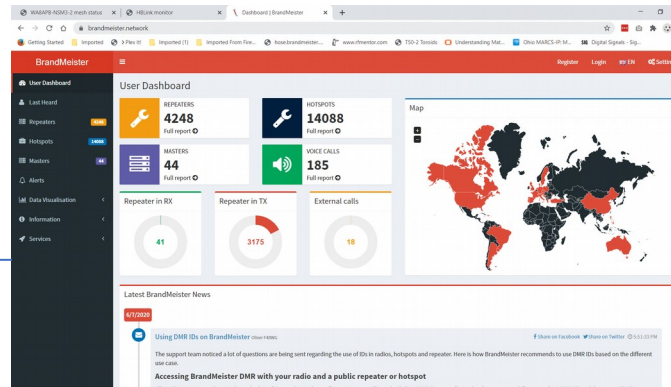 WA8APB-NSM3-2 mech status
HBLink monitor
Dashboard | BrandMeister
brandmeister.network
Getting Started
Imported
Imported (1)
Imported From Fire...
hose.brandmeister....
www.rfmentor.com
T50-2 Toroids
Understanding Mat...
Ohio MARCS-IP: M...
Digital Signals - Sig...
BrandMeister
Register
Login
EN
User Dashboard
Last Heard
Repeaters
4248
Hotspots
14088
Masters
44
Alerts
Data Visualisation
Information
Services
User Dashboard
REPEATERS
4248
Full report
HOTSPOTS
14088
Full report
MASTERS
44
Full report
VOICE CALLS
185
Full report
Map
+
-
Repeater in RX
41
Repeater in TX
3175
External calls
18
Latest BrandMeister News
6/7/2020
Using DMR IDs on BrandMeister
Share on Facebook
Share on Twitter
The support team noticed a lot of questions are being sent regarding the use of IDs in radios, hotspots and repeater. Here is how BrandMeister recommends to use DMR IDs based on the different
use case.
Accessing BrandMeister DMR with your radio and a public repeater or hotspot